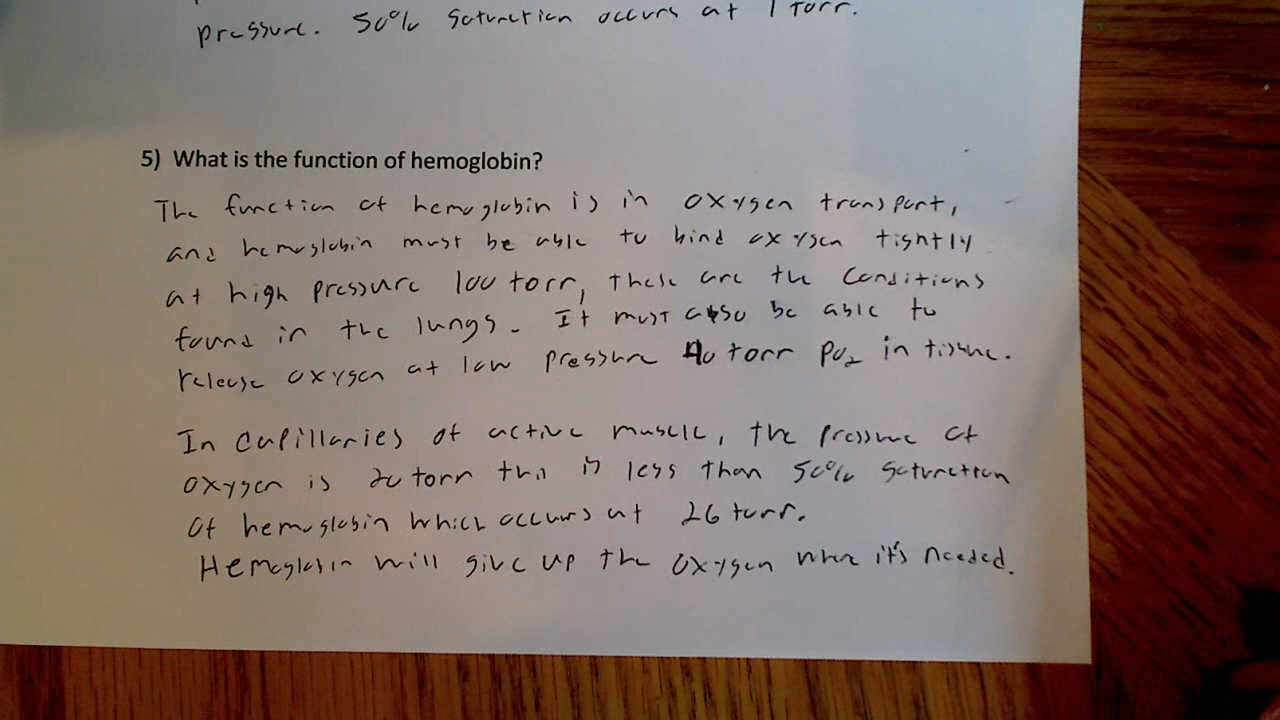 pressure. 50% saturation occurs at 1 torr.
5) What is the function of hemoglobin?
The function of hemoglobin is in oxygen transport,
and hemoglobin must be able to bind oxygen tightly
at high pressure 100 torr, these are the conditions
found in the lungs. It must also be able to
release oxygen at low pressure 40 torr PO₂ in tissue.
In capillaries of active muscle, the pressure of
oxygen is 20 torr this is less than 50% saturation
of hemoglobin which occurs at 26 torr.
Hemoglobin will give up the oxygen where it's needed.